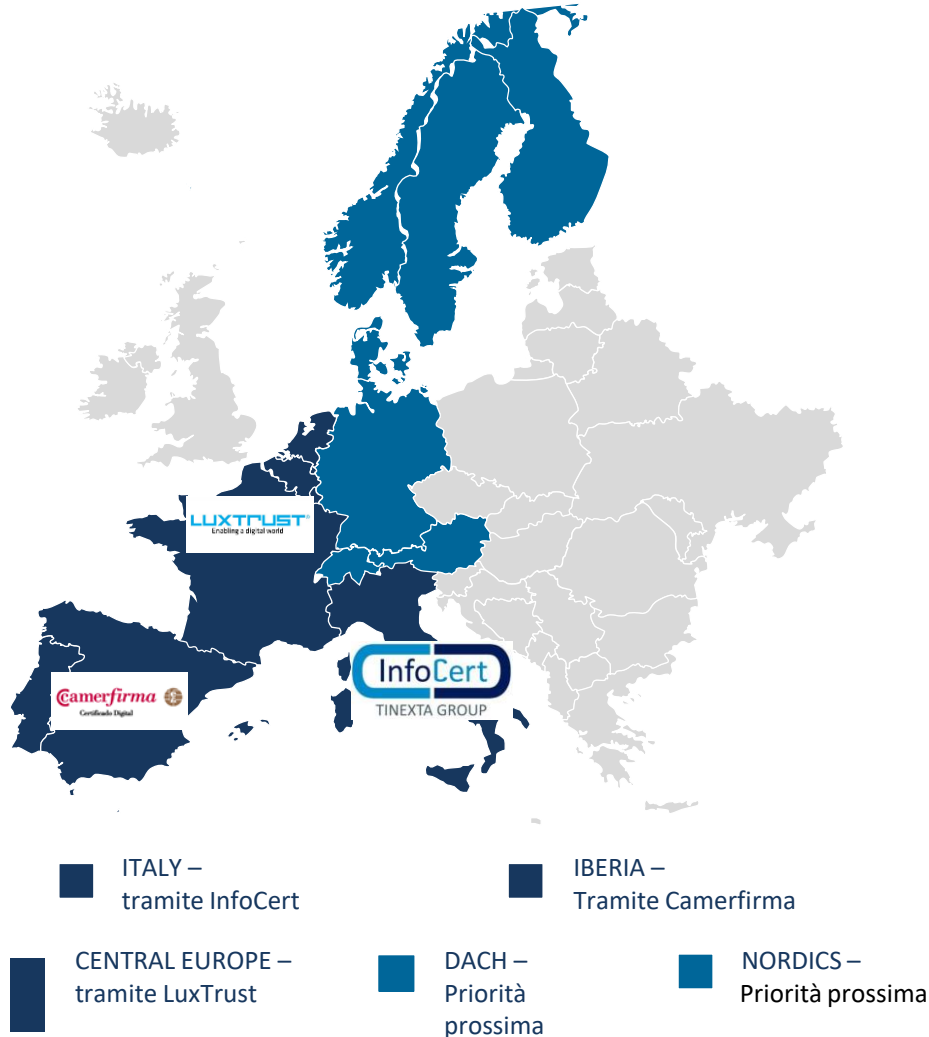 LUXTRUST®
Enabling a digital world
InfoCert
TINEXTA GROUP
Camerfirma
Certificado Digital
ITALY –
tramite InfoCert
IBERIA –
Tramite Camerfirma
CENTRAL EUROPE –
tramite LuxTrust
DACH –
Priorità
prossima
NORDICS –
Priorità prossima